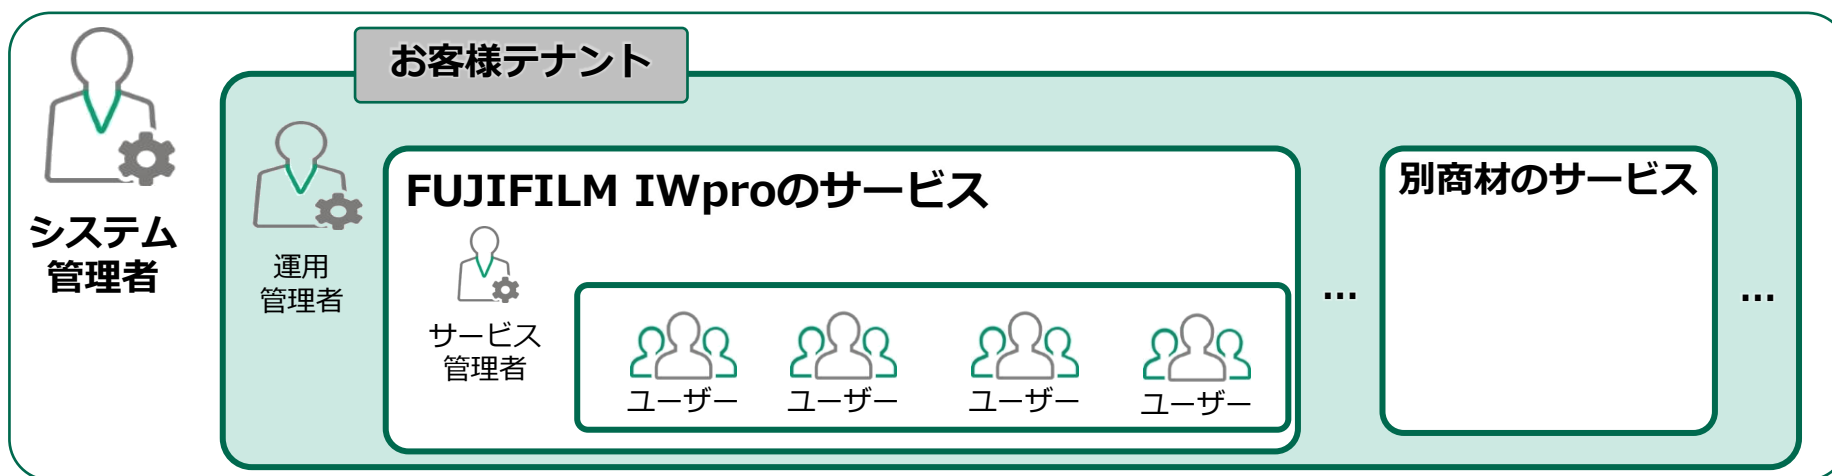 お客様テナント
システム
管理者
運用
管理者
FUJIFILM IWproのサービス
サービス
管理者
ユーザー
ユーザー
ユーザー
ユーザー
...
別商材のサービス
...